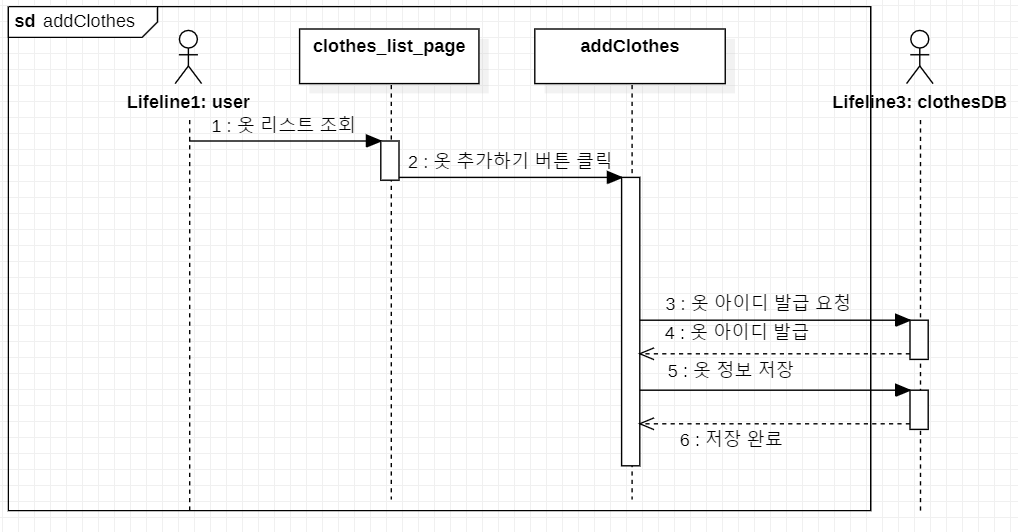 sd addClothes
clothes_list_page
addClothes
Lifeline1: user
Lifeline3: clothesDB
1 : 옷 리스트 조회
2 : 옷 추가하기 버튼 클릭
3 : 옷 아이디 발급 요청
4 : 옷 아이디 발급
5 : 옷 정보 저장
6 : 저장 완료